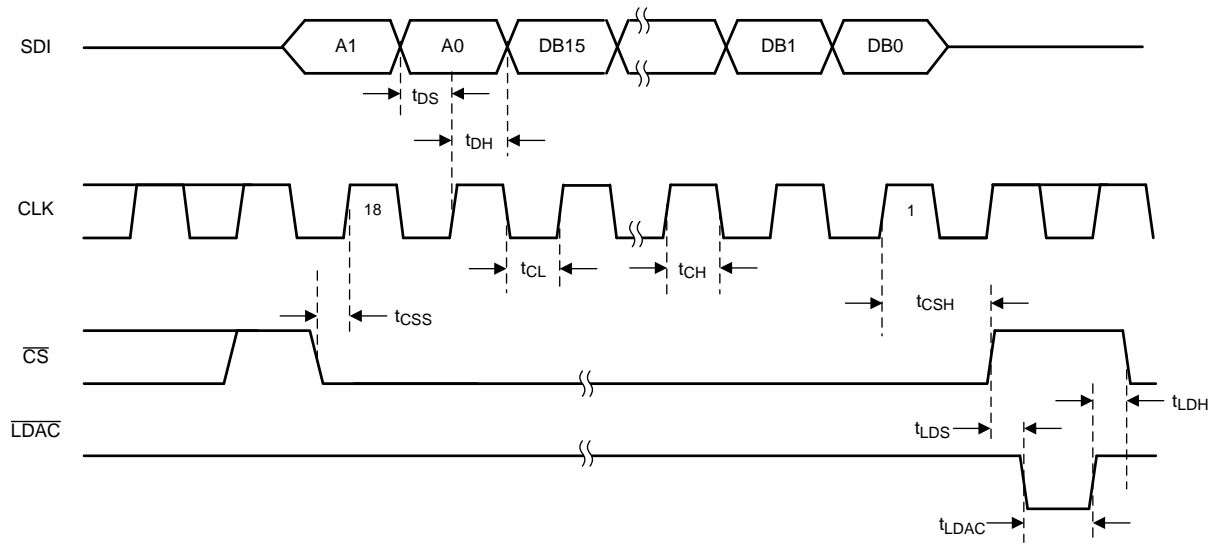 SDI
A1
A0
DB15
DB1
DB0
tDS
tDH
CLK
18
1
tCL
tCH
tCSS
tCSH
CS
LDAC
tLDS
tLDH
tLDAC